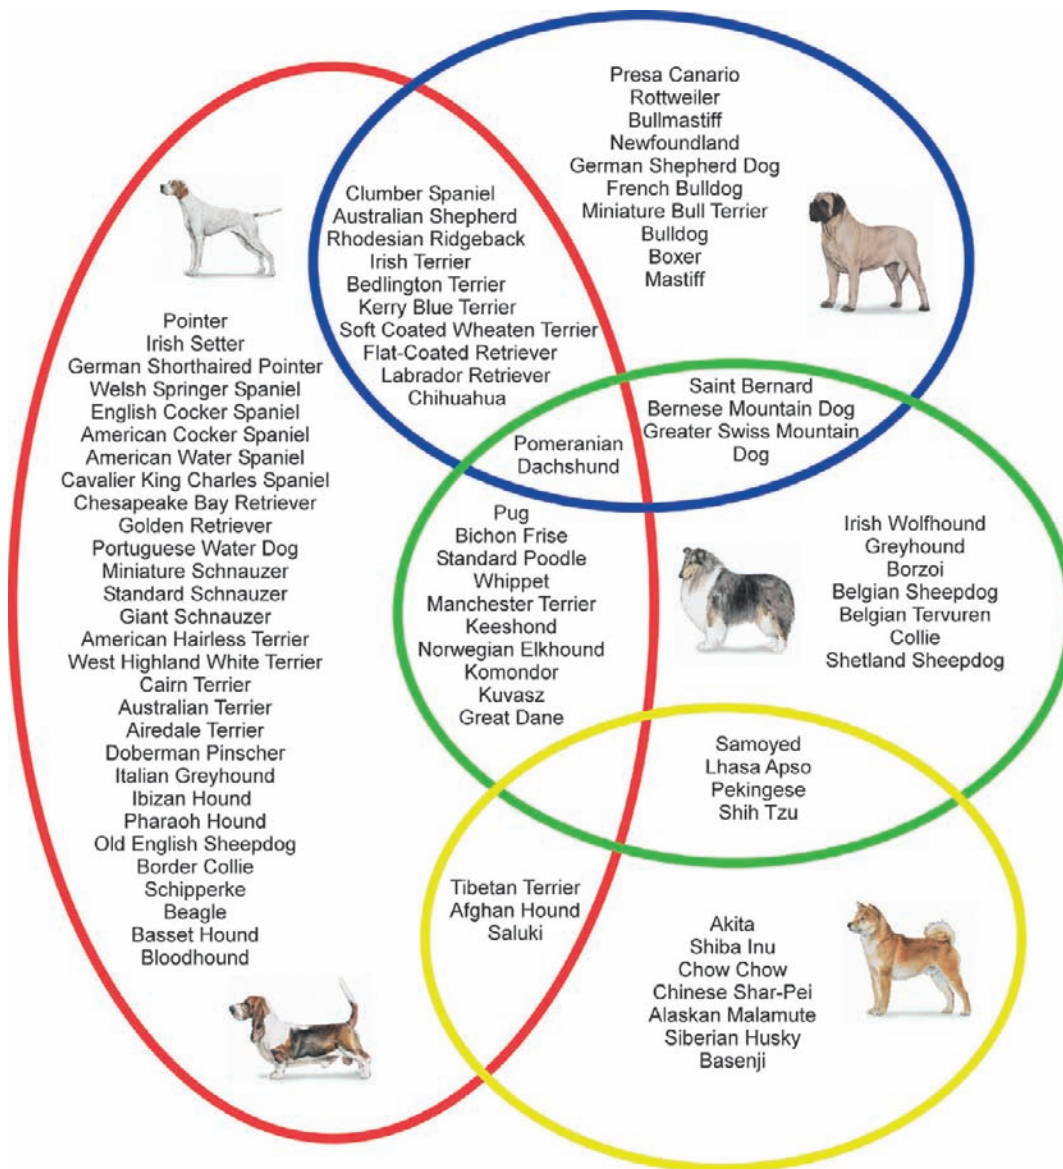 Presa Canario
Rottweiler
Bullmastiff
Newfoundland
German Shepherd Dog
French Bulldog
Miniature Bull Terrier
Bulldog
Boxer
Mastiff
Clumber Spaniel
Australian Shepherd
Rhodesian Ridgeback
Irish Terrier
Bedlington Terrier
Kerry Blue Terrier
Soft Coated Wheaten Terrier
Flat-Coated Retriever
Labrador Retriever
Chihuahua
Pointer
Irish Setter
German Shorthaired Pointer
Welsh Springer Spaniel
English Cocker Spaniel
American Cocker Spaniel
American Water Spaniel
Cavalier King Charles Spaniel
Chesapeake Bay Retriever
Golden Retriever
Portuguese Water Dog
Miniature Schnauzer
Standard Schnauzer
Giant Schnauzer
American Hairless Terrier
West Highland White Terrier
Cairn Terrier
Australian Terrier
Airedale Terrier
Doberman Pinscher
Italian Greyhound
Ibizan Hound
Pharaoh Hound
Old English Sheepdog
Border Collie
Schipperke
Beagle
Basset Hound
Bloodhound
Saint Bernard
Bernese Mountain Dog
Greater Swiss Mountain
Dog
Pomeranian
Dachshund
Pug
Bichon Frise
Standard Poodle
Whippet
Manchester Terrier
Keeshond
Norwegian Elkhound
Komondor
Kuvasz
Great Dane
Irish Wolfhound
Greyhound
Borzoi
Belgian Sheepdog
Belgian Tervuren
Collie
Shetland Sheepdog
Samoyed
Lhasa Apso
Pekingese
Shih Tzu
Tibetan Terrier
Afghan Hound
Saluki
Akita
Shiba Inu
Chow Chow
Chinese Shar-Pei
Alaskan Malamute
Siberian Husky
Basenji